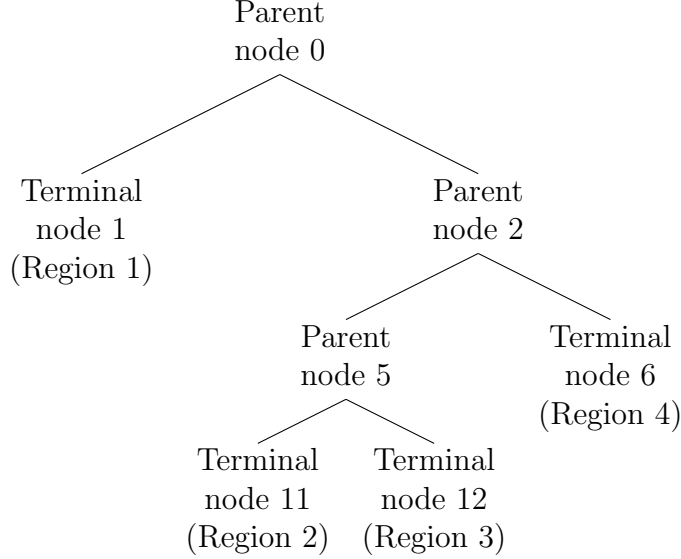 Parent
node 0
Terminal
node 1
(Region 1)
Parent
node 2
Parent
node 5
Terminal
node 6
(Region 4)
Terminal
node 11
(Region 2)
Terminal
node 12
(Region 3)